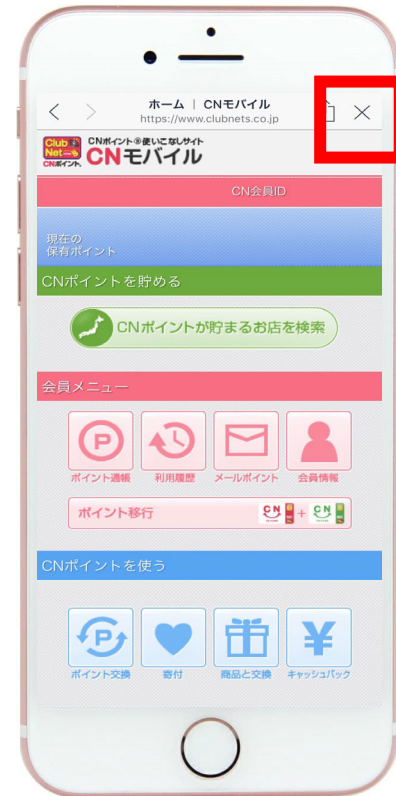 ホーム | CNモバイル
https://www.clubnets.co.jp
Club Net-s
CNポイント
CNポイント®使いこなしサイト
CNモバイル
CN会員ID
現在の
保有ポイント
CNポイントを貯める
CNポイントが貯まるお店を検索
会員メニュー
P
ポイント通帳 利用履歴 メールポイント 会員情報
ポイント移行 CN + CN
CNポイントを使う
P ¥
ポイント交換 寄付 商品と交換 キャッシュバック